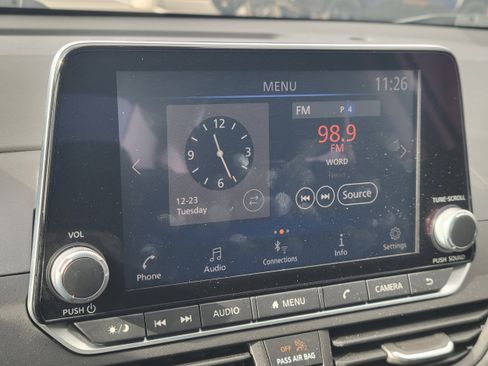 MENU 11:26
FM P 4
12
9 3
6
98.9
FM
WORD
News
Source
12-23
Tuesday
Phone Audio Connections Info Settings
VOL
PUSH
TUNE·SCROLL
PUSH SOUND
AUDIO MENU CAMERA
OFF
PASS AIR BAG